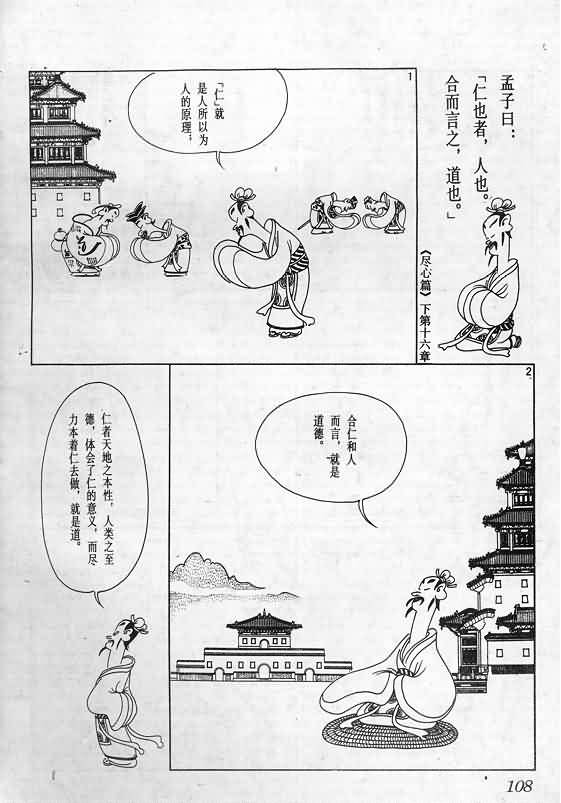 孟子曰：
「仁也者，人也。
合而言之，道也。」
《尽心篇》下第十六章
1
「仁」就
是人所以为
人的原理；
2
合仁和人
而言，就是
道德。
仁者天地之本性，人类之至
德，体会了仁的意义，而尽
力本着仁去做，就是道。
108